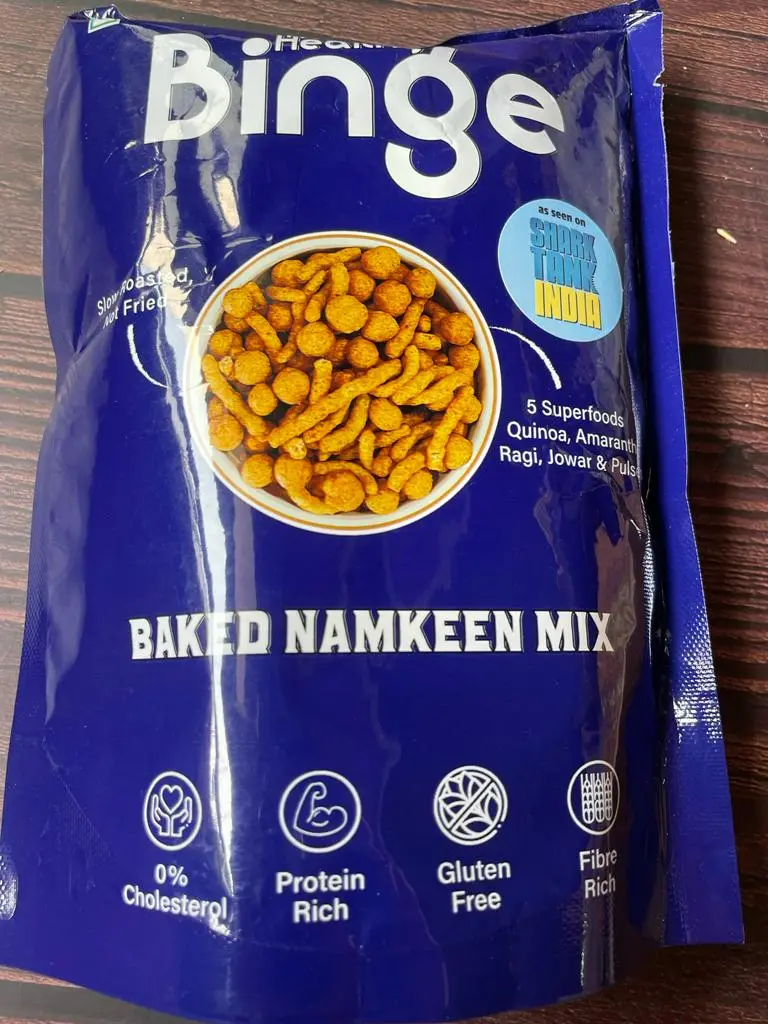 Healthy
Binge
as seen on
SHARK
TANK
INDIA
Slow Roasted,
Not Fried
5 Superfoods
Quinoa, Amaranth
Ragi, Jowar & Pulse
BAKED NAMKEEN MIX
0%
Cholesterol
Protein
Rich
Gluten
Free
Fibre
Rich